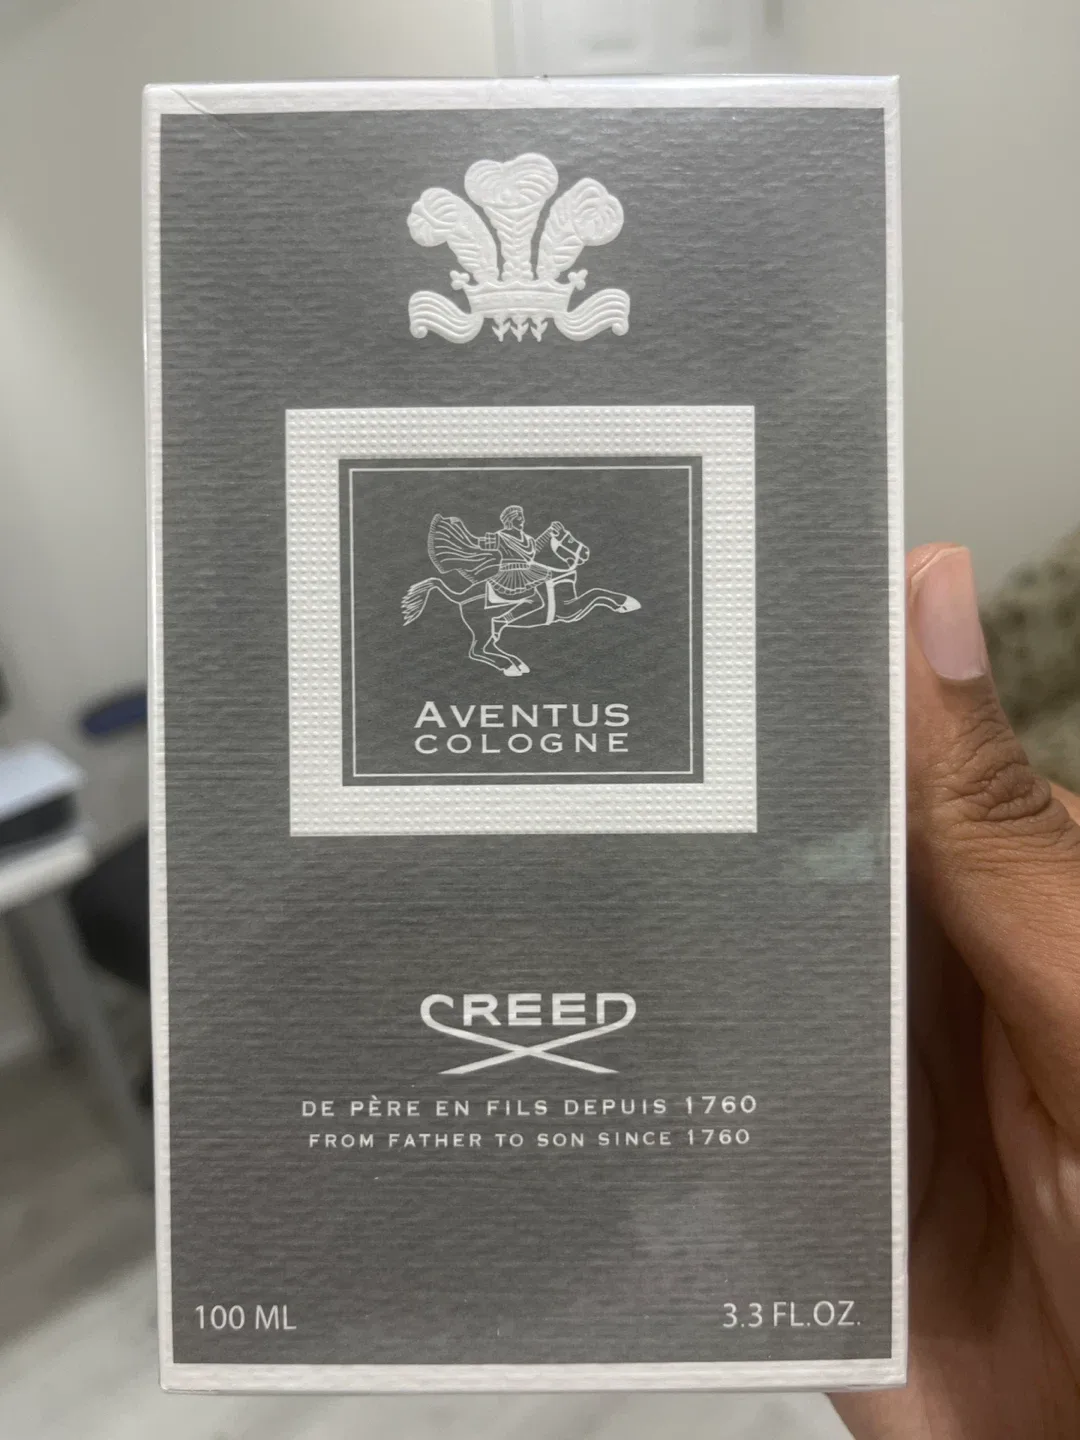 AVENTUS
COLOGNE
CREED
DE PÈRE EN FILS DEPUIS 1760
FROM FATHER TO SON SINCE 1760
100 ML
3.3 FL.OZ.